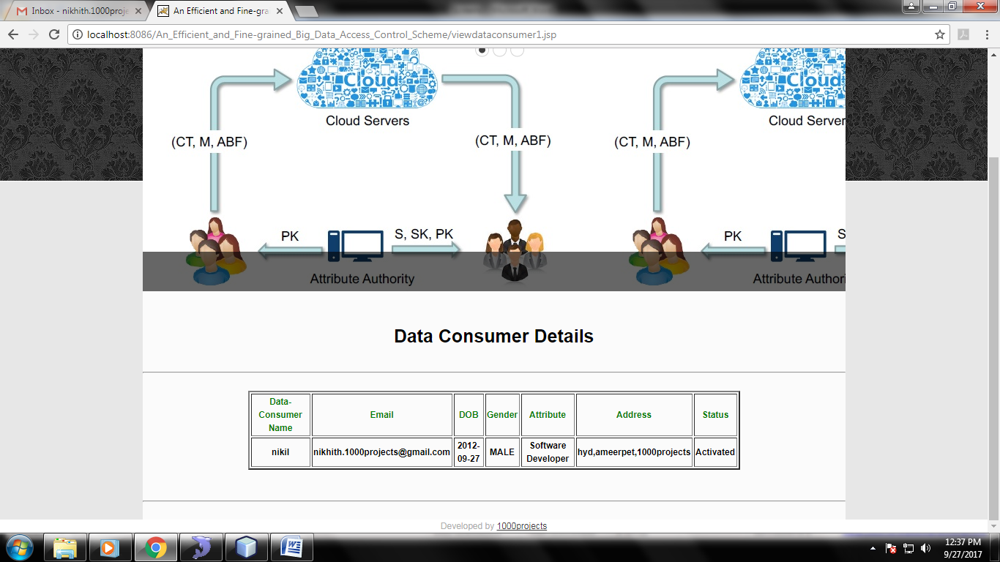 Inbox - nikhith.1000proje
An Efficient and Fine-gra
localhost:8086/An_Efficient_and_Fine-grained_Big_Data_Access_Control_Scheme/viewdataconsumer1.jsp
Cloud
Cloud
Cloud Servers
Cloud Server
(CT, M, ABF)
(CT, M, ABF)
(CT, M, ABF)
PK
S, SK, PK
PK
S
Attribute Authority
Attribute Authori
Data Consumer Details
Data-
Consumer
Name
Email
DOB
Gender
Attribute
Address
Status
nikil
nikhith.1000projects@gmail.com
2012-
09-27
MALE
Software
Developer
hyd,ameerpet,1000projects
Activated
Developed by 1000projects
12:37 PM
9/27/2017